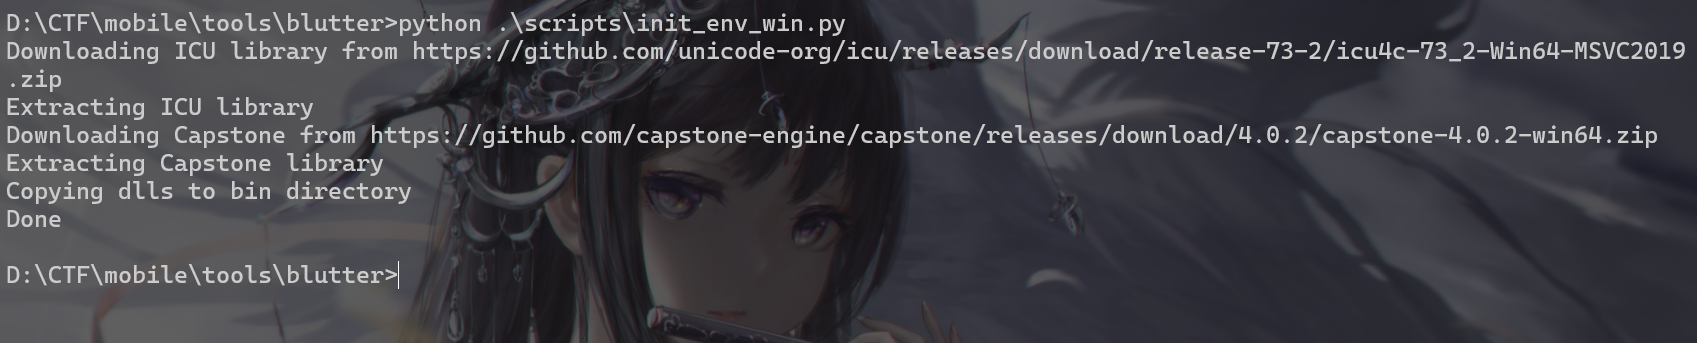 D:\CTF\mobile\tools\blutter>python .\scripts\init_env_win.py
Downloading ICU library from https://github.com/unicode-org/icu/releases/download/release-73-2/icu4c-73_2-Win64-MSVC2019
.zip
Extracting ICU library
Downloading Capstone from https://github.com/capstone-engine/capstone/releases/download/4.0.2/capstone-4.0.2-win64.zip
Extracting Capstone library
Copying dlls to bin directory
Done
D:\CTF\mobile\tools\blutter>